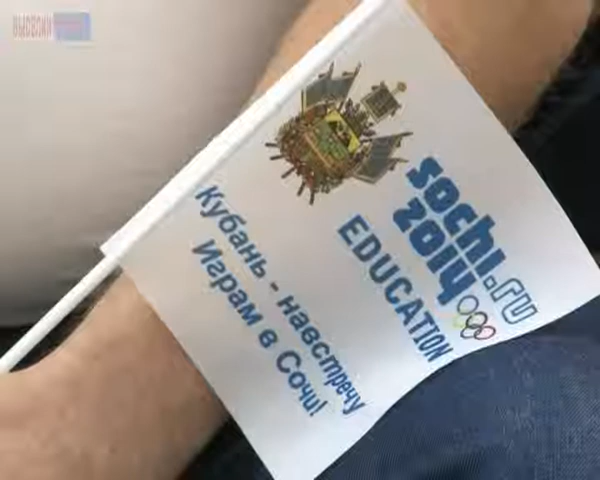 sochi.ru
2014
EDUCATION
Кубань - навстречу
Играм в Сочи!